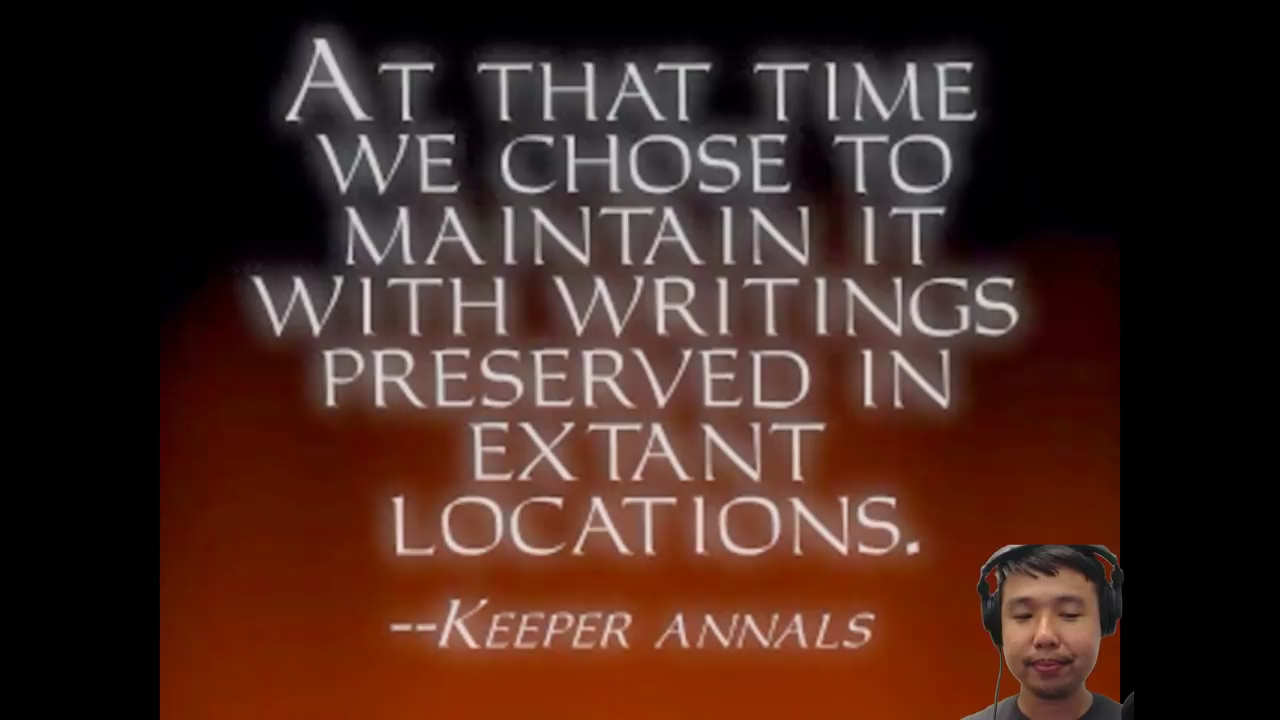 At that time
we chose to
maintain it
with writings
preserved in
extant
locations.
--Keeper annals